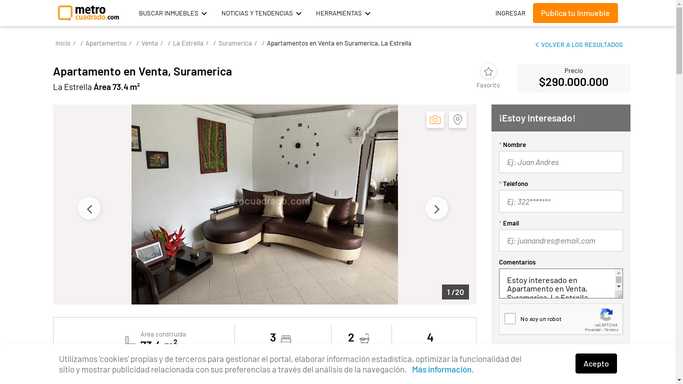 metro
cuadrado.com
BUSCAR INMUEBLES
NOTICIAS Y TENDENCIAS
HERRAMIENTAS
INGRESAR
Publica tu Inmueble
Inicio / / Apartamentos / / Venta / / La Estrella / / Suramerica / / Apartamentos en Venta en Suramerica, La Estrella
VOLVER A LOS RESULTADOS
Apartamento en Venta, Suramerica
La Estrella Área 73.4 m²
Favorito
Precio
$290.000.000
ocuadrado.com
1 / 20
¡Estoy Interesado!
* Nombre
Ej: Juan Andres
* Telefono
Ej: 322*******
* Email
Ej: juanandres@email.com
Comentarios
Estoy interesado en
Apartamento en Venta,
Suramerica, La Estrella
No soy un robot
reCAPTCHA
Privacidad - Términos
Área construida
73.4 m²
3
2
4
Utilizamos 'cookies' propias y de terceros para gestionar el portal, elaborar información estadística, optimizar la funcionalidad del
sitio y mostrar publicidad relacionada con sus preferencias a través del análisis de la navegación. Más información.
Acepto